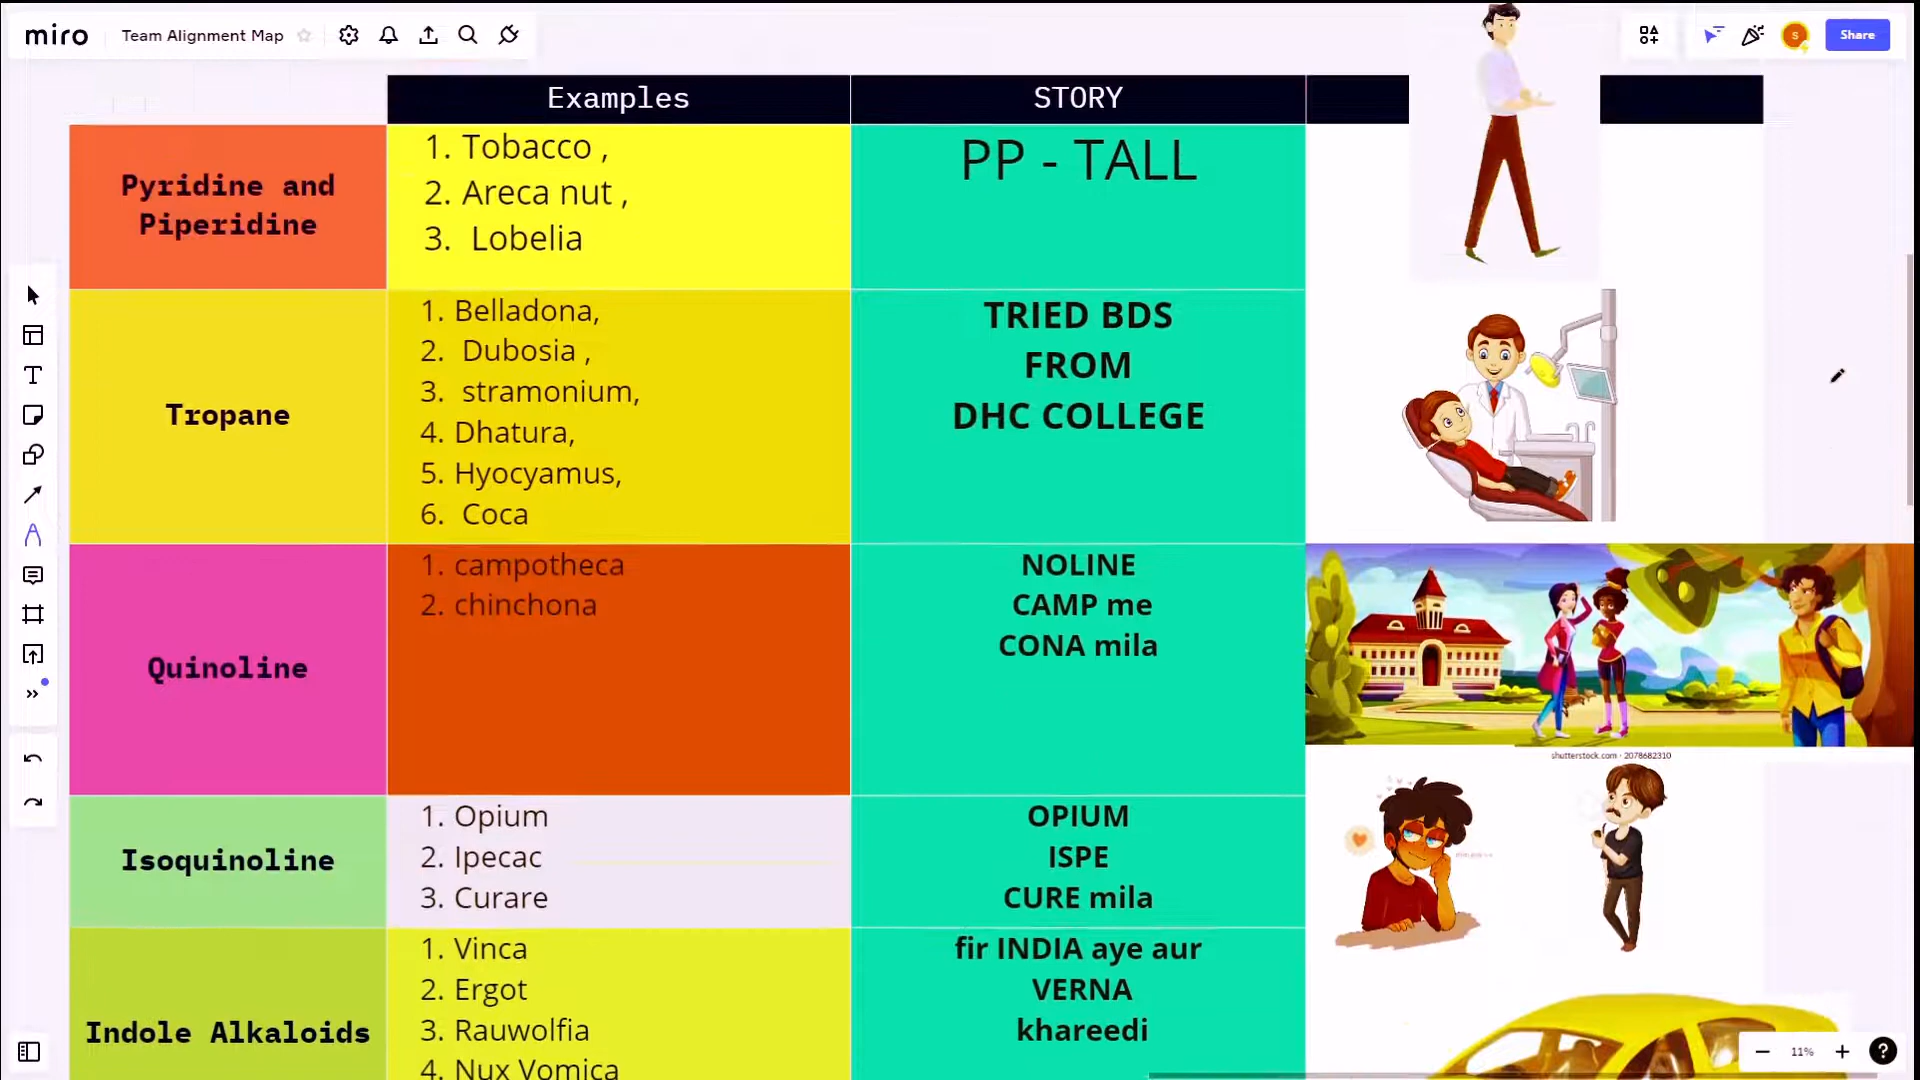 miro
Team Alignment Map
S
Share
Examples
STORY
Pyridine and
Piperidine
1. Tobacco ,
2. Areca nut ,
3. Lobelia
PP - TALL
Tropane
1. Belladona,
2. Dubosia ,
3. stramonium,
4. Dhatura,
5. Hyocyamus,
6. Coca
TRIED BDS
FROM
DHC COLLEGE
Quinoline
1. campotheca
2. chinchona
NOLINE
CAMP me
CONA mila
shutterstock.com · 2078682310
Isoquinoline
1. Opium
2. Ipecac
3. Curare
OPIUM
ISPE
CURE mila
Indole Alkaloids
1. Vinca
2. Ergot
3. Rauwolfia
4. Nux Vomica
fir INDIA aye aur
VERNA
khareedi
11%